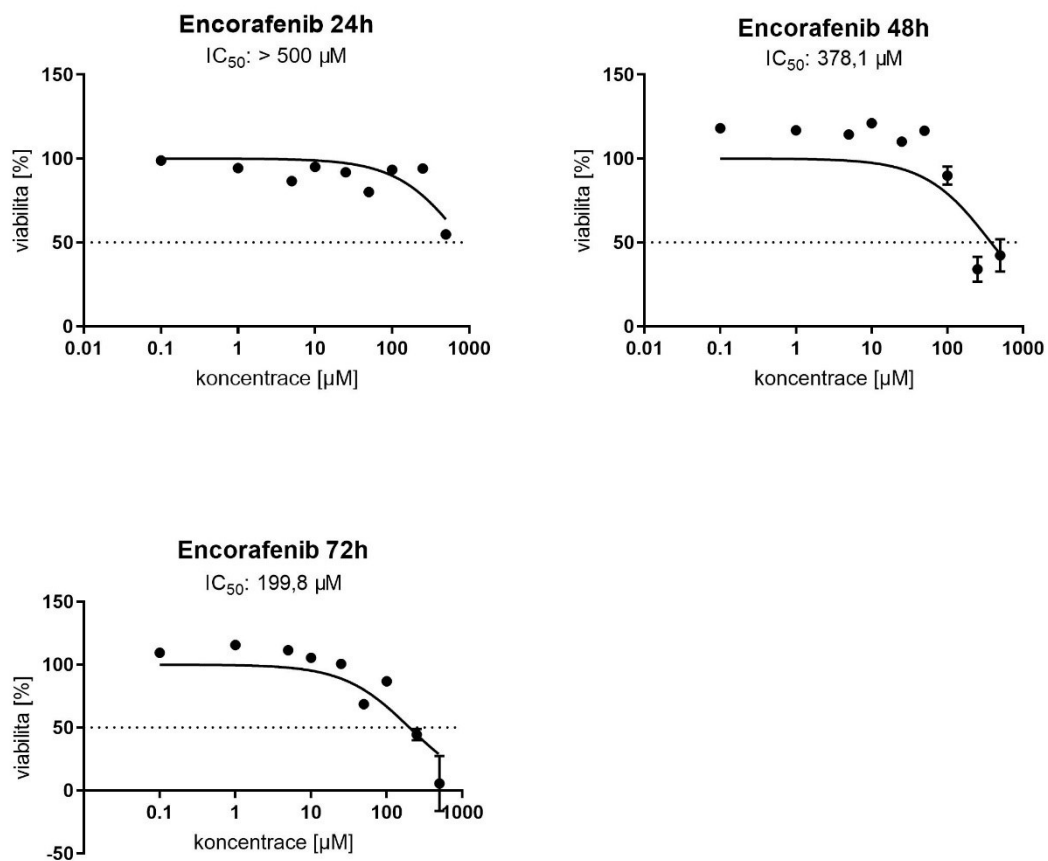 Encorafenib 24h
IC50: > 500 µM
150
100
50
0
viabilita [%]
0.01 0.1 1 10 100 1000
koncentrace [µM]
Encorafenib 48h
IC50: 378,1 µM
150
100
50
0
viabilita [%]
0.01 0.1 1 10 100 1000
koncentrace [µM]
Encorafenib 72h
IC50: 199,8 µM
150
100
50
0
-50
viabilita [%]
0.1 1 10 100 1000
koncentrace [µM]